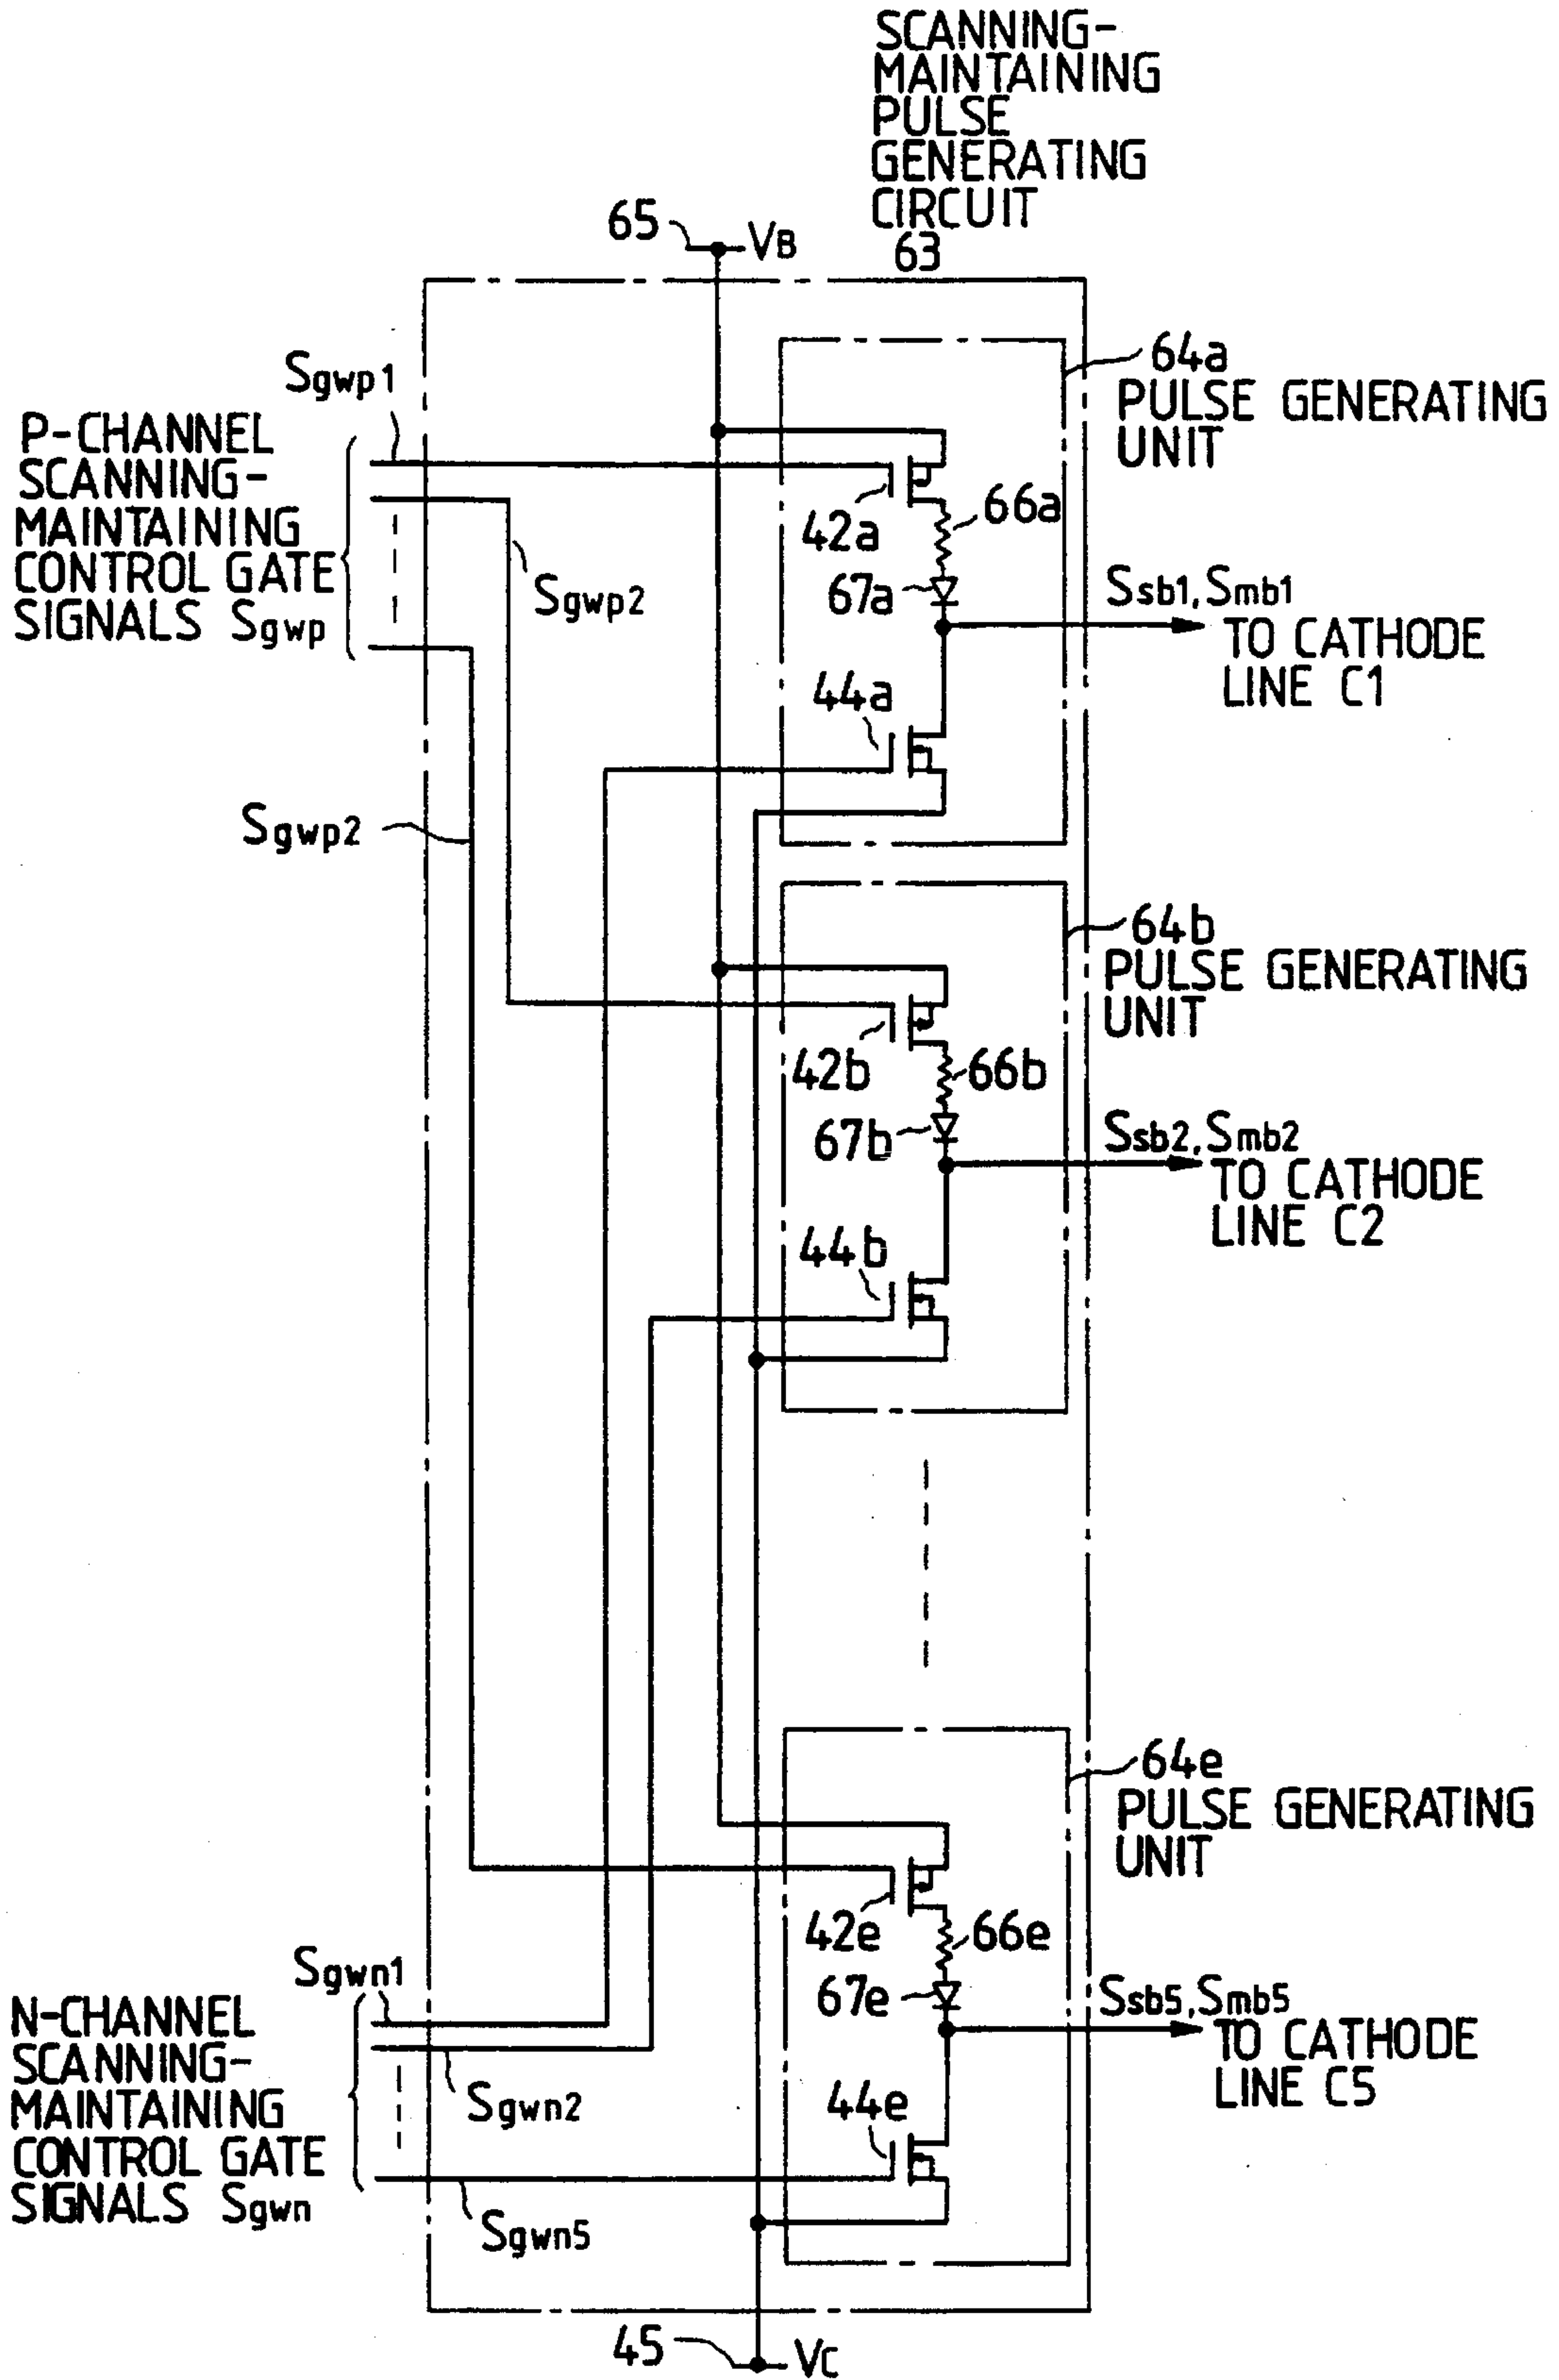 SCANNING-
MAINTAINING
PULSE
GENERATING
CIRCUIT
63
65
VB
Sgwp1
P-CHANNEL
SCANNING-
MAINTAINING
CONTROL GATE
SIGNALS Sgwp
Sgwp2
64a
PULSE GENERATING
UNIT
42a
66a
67a
Ssb1,Smb1
TO CATHODE
LINE C1
44a
Sgwp2
64b
PULSE GENERATING
UNIT
42b
66b
67b
Ssb2,Smb2
TO CATHODE
LINE C2
44b
64e
PULSE GENERATING
UNIT
42e
66e
67e
Ssb5,Smb5
TO CATHODE
LINE C5
44e
Sgwn1
N-CHANNEL
SCANNING-
MAINTAINING
CONTROL GATE
SIGNALS Sgwn
Sgwn2
Sgwn5
45
VC